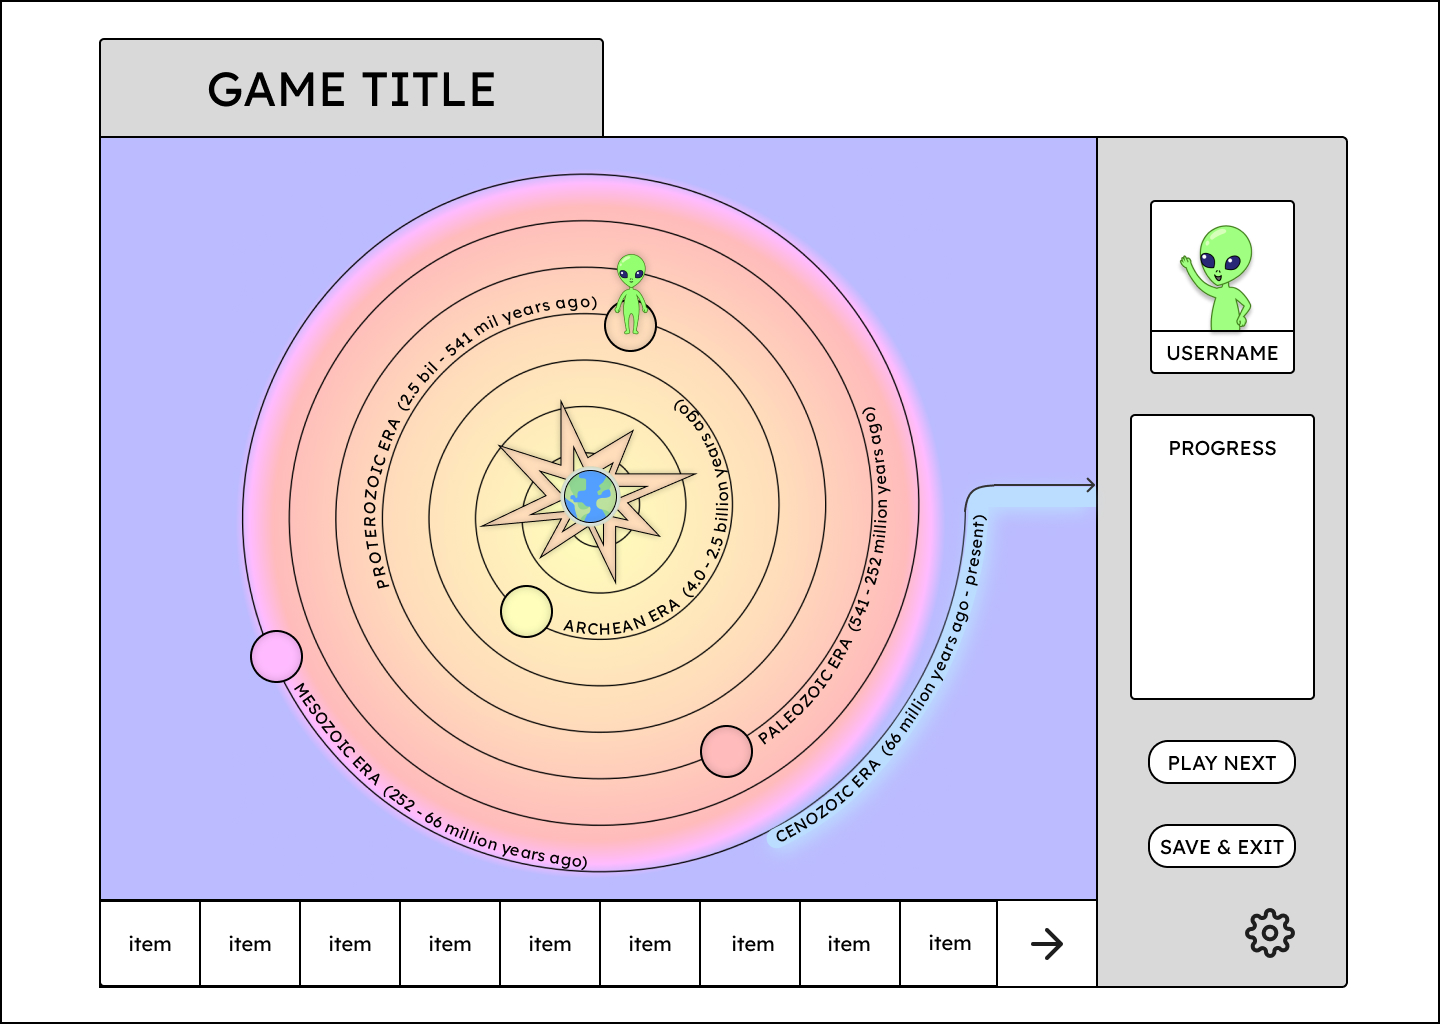 GAME TITLE
PROTEROZOIC ERA (2.5 bil - 541 mil years ago)
ARCHEAN ERA (4.0 - 2.5 billion years ago)
PALEOZOIC ERA (541 - 252 million years ago)
MESOZOIC ERA (252 - 66 million years ago)
CENOZOIC ERA (66 million years ago - present)
USERNAME
PROGRESS
PLAY NEXT
SAVE & EXIT
item
item
item
item
item
item
item
item
item